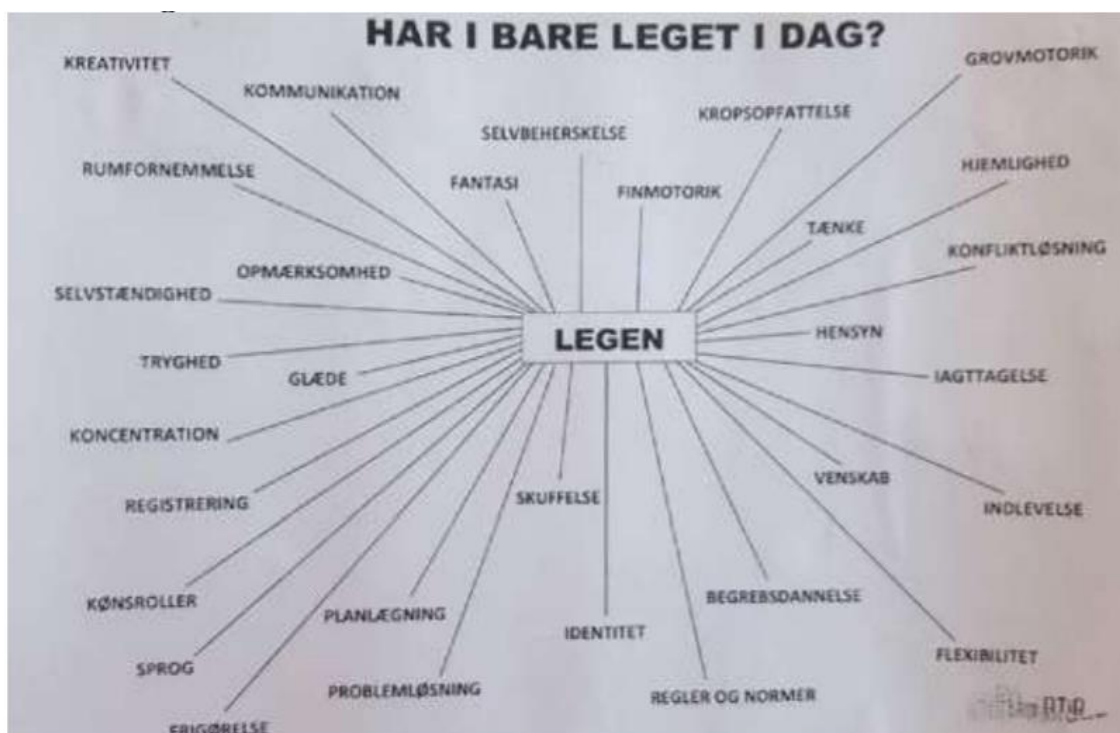 HAR I BARE LEGET I DAG?
KREATIVITET
KOMMUNIKATION
GROVMOTORIK
KROPSOPFATTELSE
SELVBEHERSKELSE
RUMFORNEMMELSE
FANTASI
FINMOTORIK
HJEMLIGHED
TÆNKE
KONFLIKTLØSNING
OPMÆRKSOMHED
SELVSTÆNDIGHED
LEGEN
HENSYN
TRYGHED
GLÆDE
IAGTTAGELSE
KONCENTRATION
VENSKAB
REGISTRERING
SKUFFELSE
INDLEVELSE
KØNSROLLER
PLANLÆGNING
BEGREBSDANNELSE
IDENTITET
SPROG
FLEXIBILITET
PROBLEMLØSNING
REGLER OG NORMER
FRIGØRELSE